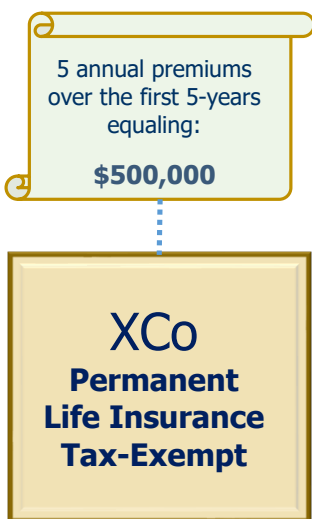 5 annual premiums
over the first 5-years
equaling:
$500,000
XCo
Permanent
Life Insurance
Tax-Exempt